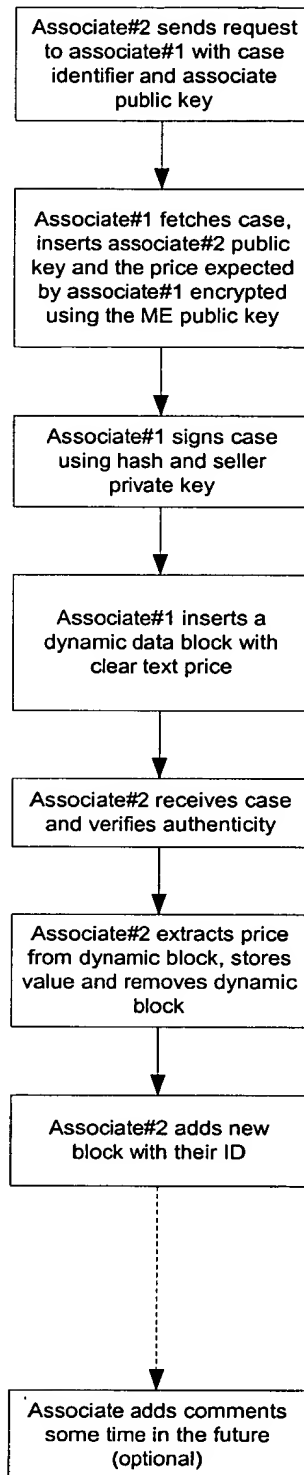 Associate#2 sends request
to associate#1 with case
identifier and associate
public key
Associate#1 fetches case,
inserts associate#2 public
key and the price expected
by associate#1 encrypted
using the ME public key
Associate#1 signs case
using hash and seller
private key
Associate#1 inserts a
dynamic data block with
clear text price
Associate#2 receives case
and verifies authenticity
Associate#2 extracts price
from dynamic block, stores
value and removes dynamic
block
Associate#2 adds new
block with their ID
Associate adds comments
some time in the future
(optional)